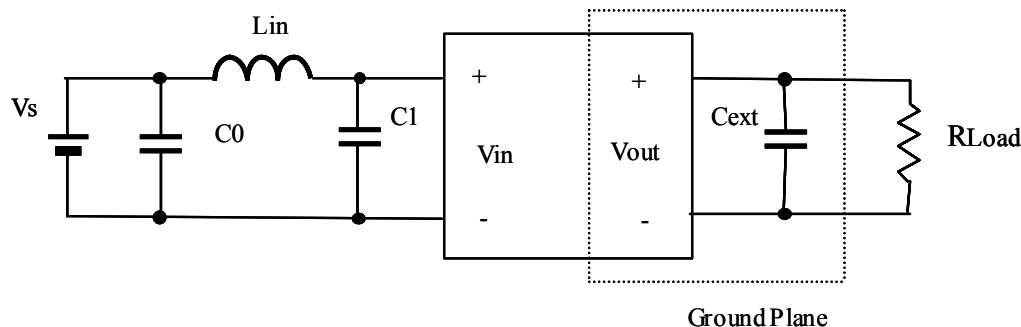 Lin
Vs
C0
C1
+
-
Vin
+
-
Vout
Cext
RLoad
Ground Plane